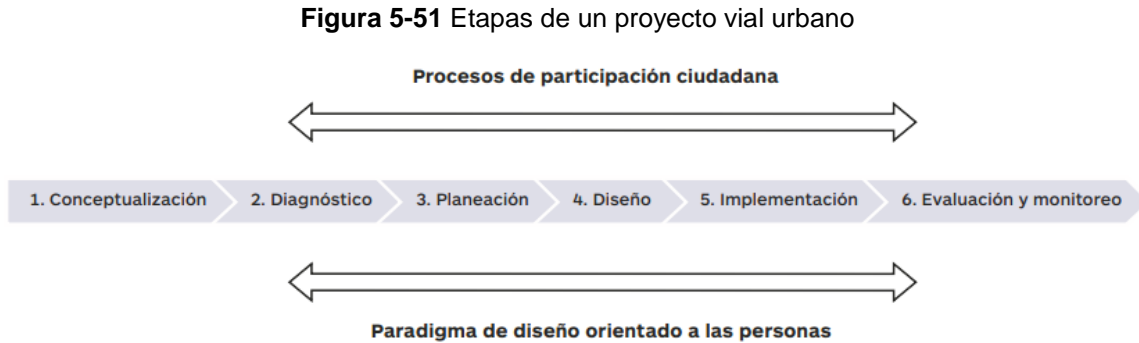 Figura 5-51 Etapas de un proyecto vial urbano
Procesos de participación ciudadana
1. Conceptualización 2. Diagnóstico 3. Planeación 4. Diseño 5. Implementación 6. Evaluación y monitoreo
Paradigma de diseño orientado a las personas